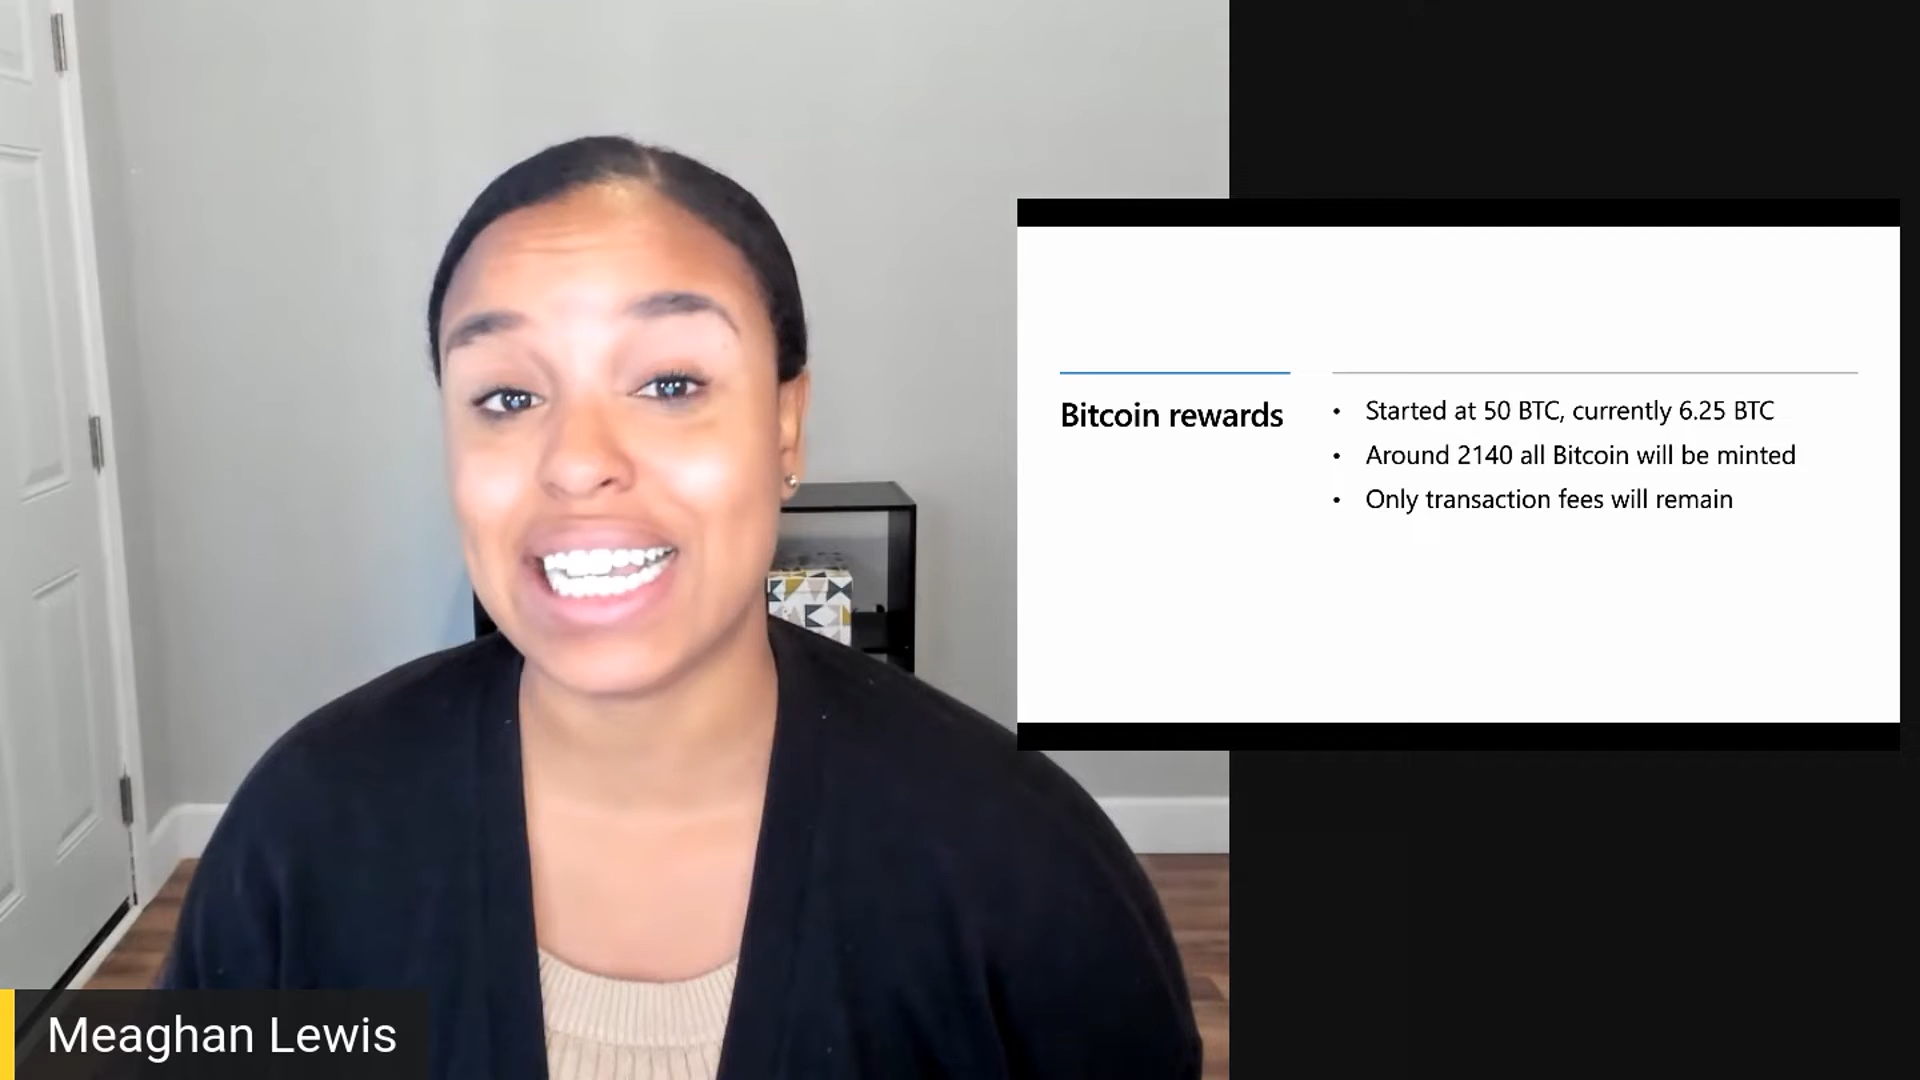 Bitcoin rewards
• Started at 50 BTC, currently 6.25 BTC
• Around 2140 all Bitcoin will be minted
• Only transaction fees will remain
Meaghan Lewis